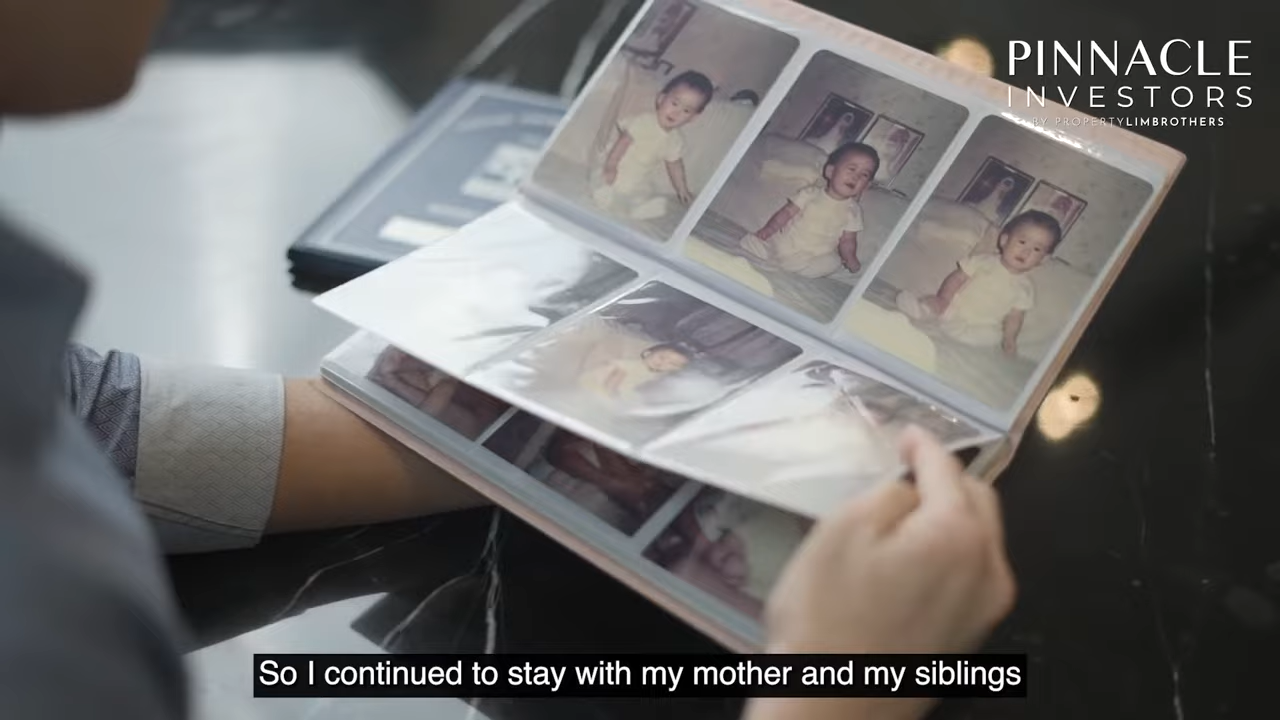 PINNACLE
INVESTORS
BY PROPERTYLIMBROTHERS
So I continued to stay with my mother and my siblings